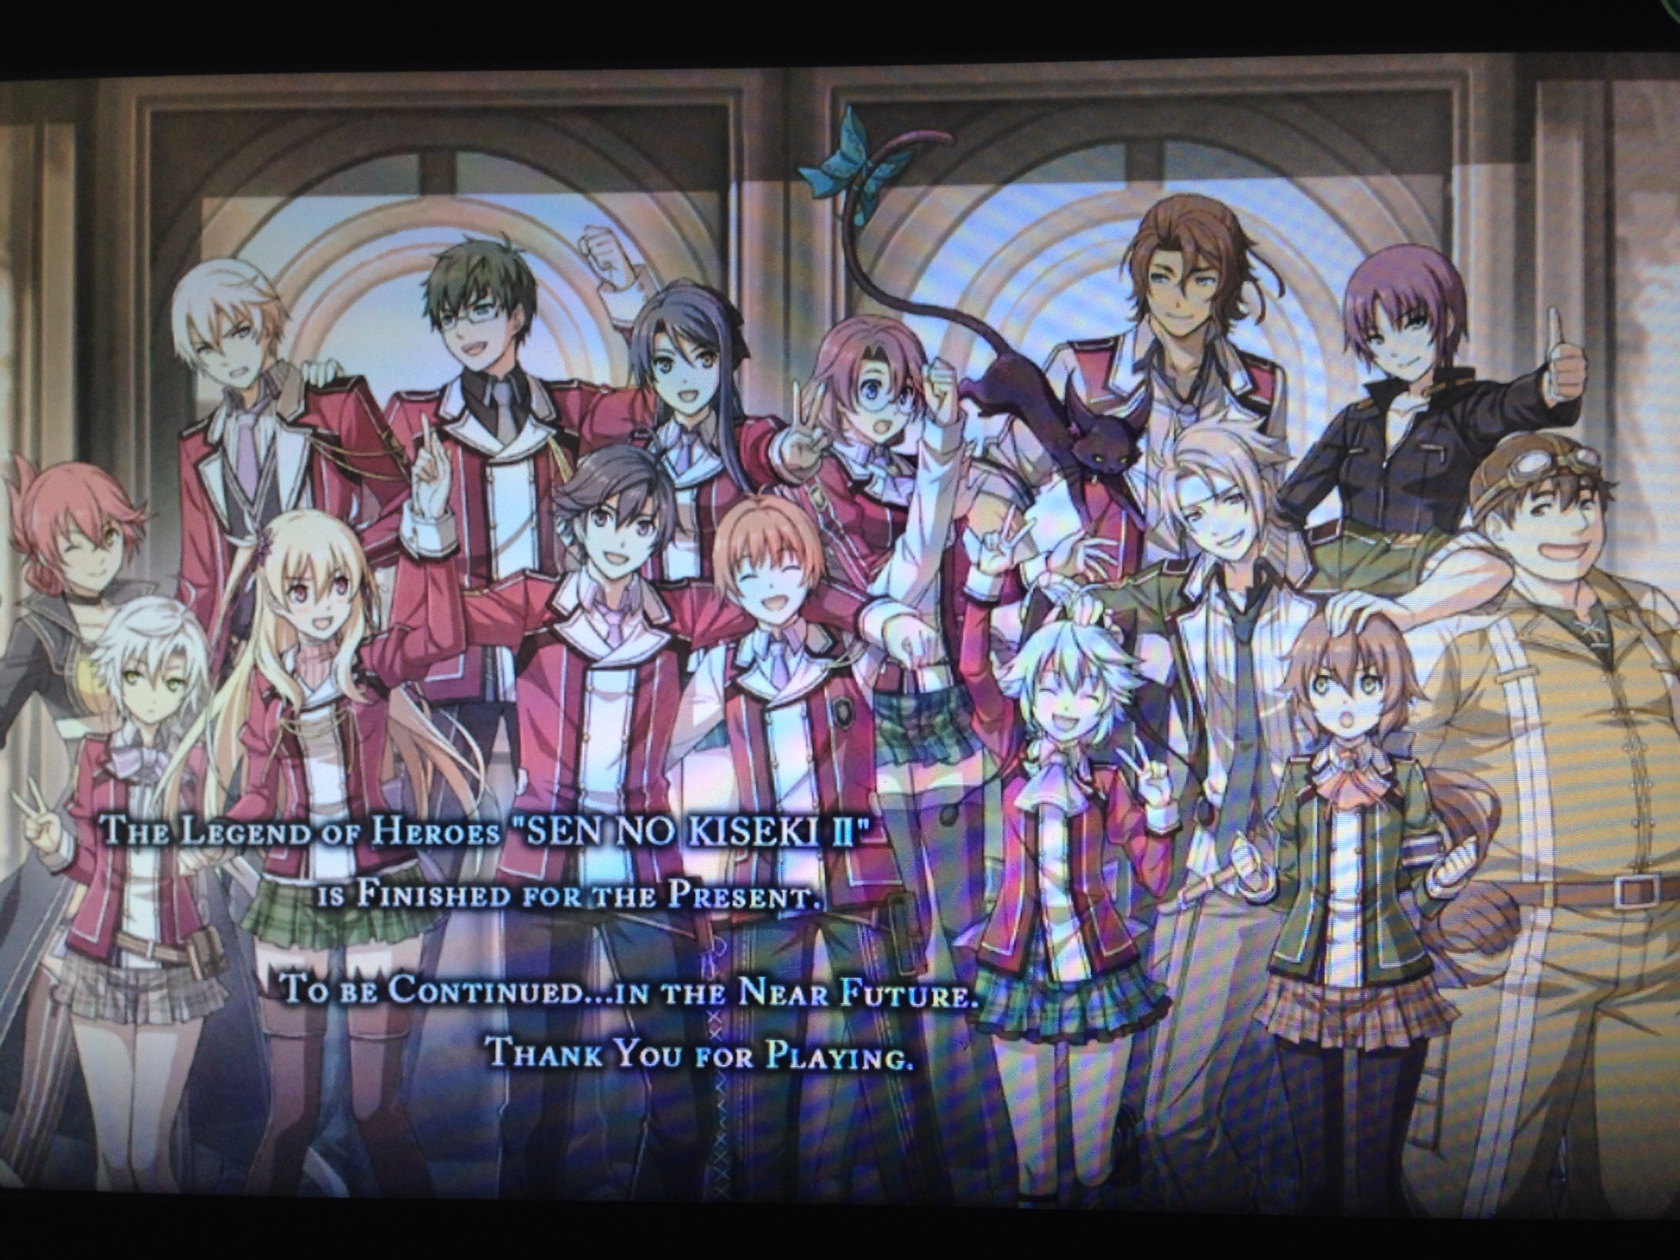 The Legend of Heroes "SEN NO KISEKI II"
is Finished for the Present.
To be Continued...in the Near Future.
Thank You for Playing.